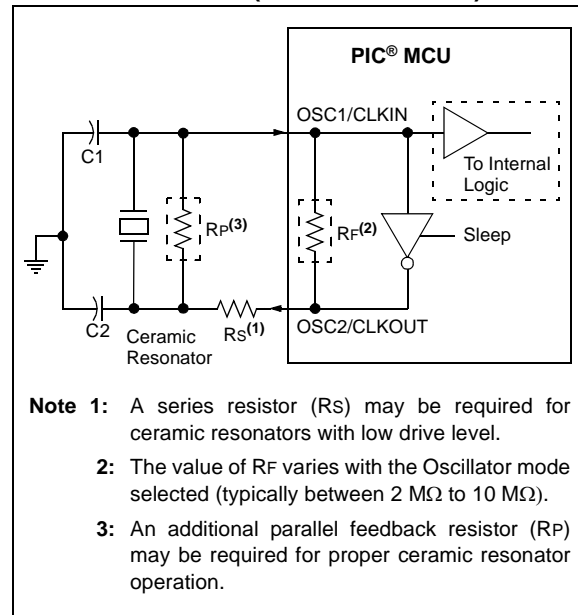 PIC® MCU
OSC1/CLKIN
C1
To Internal
Logic
RP(3)
RF(2)
Sleep
C2
Ceramic
Resonator
RS(1)
OSC2/CLKOUT
Note 1: A series resistor (RS) may be required for
ceramic resonators with low drive level.
2: The value of RF varies with the Oscillator mode
selected (typically between 2 MΩ to 10 MΩ).
3: An additional parallel feedback resistor (RP)
may be required for proper ceramic resonator
operation.